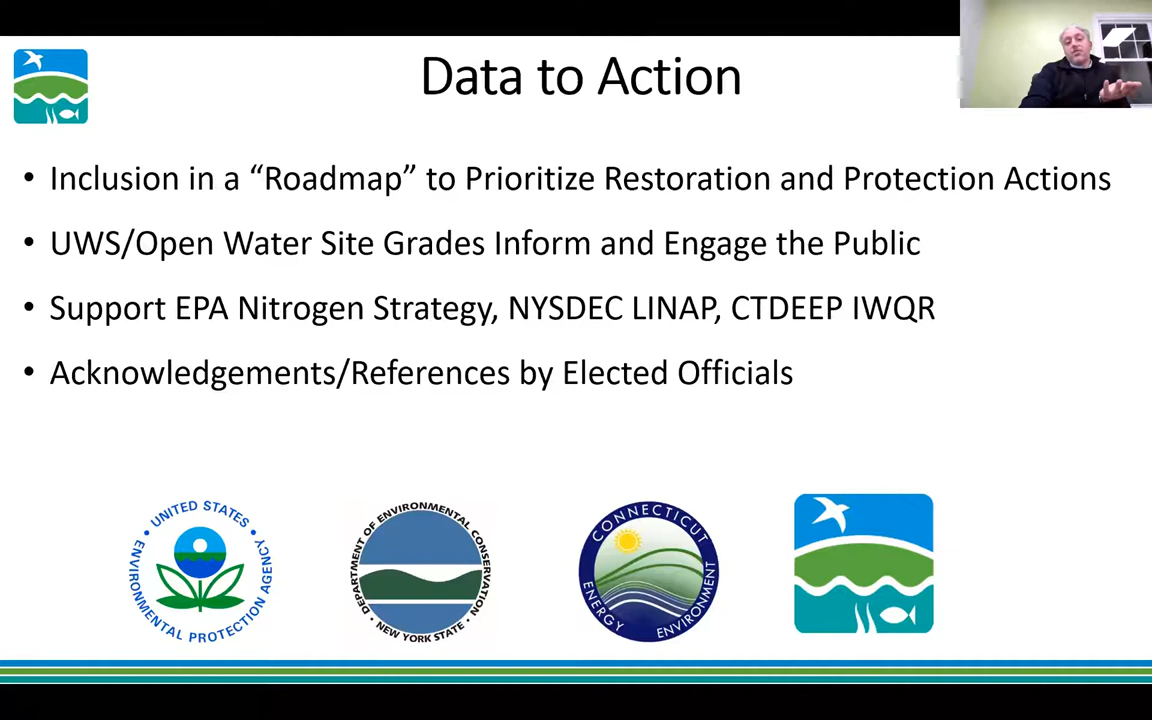 Data to Action
• Inclusion in a “Roadmap” to Prioritize Restoration and Protection Actions
• UWS/Open Water Site Grades Inform and Engage the Public
• Support EPA Nitrogen Strategy, NYSDEC LINAP, CTDEEP IWQR
• Acknowledgements/References by Elected Officials
• UNITED STATES •
ENVIRONMENTAL PROTECTION AGENCY
DEPARTMENT OF ENVIRONMENTAL CONSERVATION
• NEW YORK STATE •
CONNECTICUT
ENERGY ENVIRONMENT